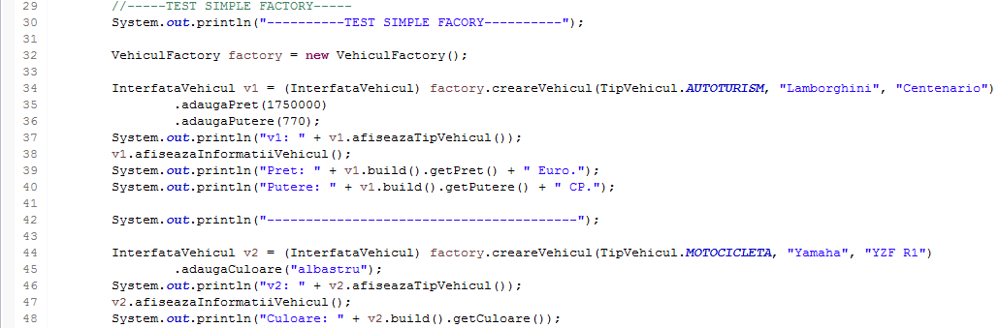 29 //-----TEST SIMPLE FACTORY-----
30 System.out.println("----------TEST SIMPLE FACORY----------");
31
32 VehiculFactory factory = new VehiculFactory();
33
34 InterfataVehicul v1 = (InterfataVehicul) factory.creareVehicul(TipVehicul.AUTOTURISM, "Lamborghini", "Centenario")
35 .adaugaPret(1750000)
36 .adaugaPutere(770);
37 System.out.println("v1: " + v1.afiseazaTipVehicul());
38 v1.afiseazaInformatiiVehicul();
39 System.out.println("Pret: " + v1.build().getPret() + " Euro.");
40 System.out.println("Putere: " + v1.build().getPutere() + " CP.");
41
42 System.out.println("----------------------------------------");
43
44 InterfataVehicul v2 = (InterfataVehicul) factory.creareVehicul(TipVehicul.MOTOCICLETA, "Yamaha", "YZF R1")
45 .adaugaCuloare("albastru");
46 System.out.println("v2: " + v2.afiseazaTipVehicul());
47 v2.afiseazaInformatiiVehicul();
48 System.out.println("Culoare: " + v2.build().getCuloare());